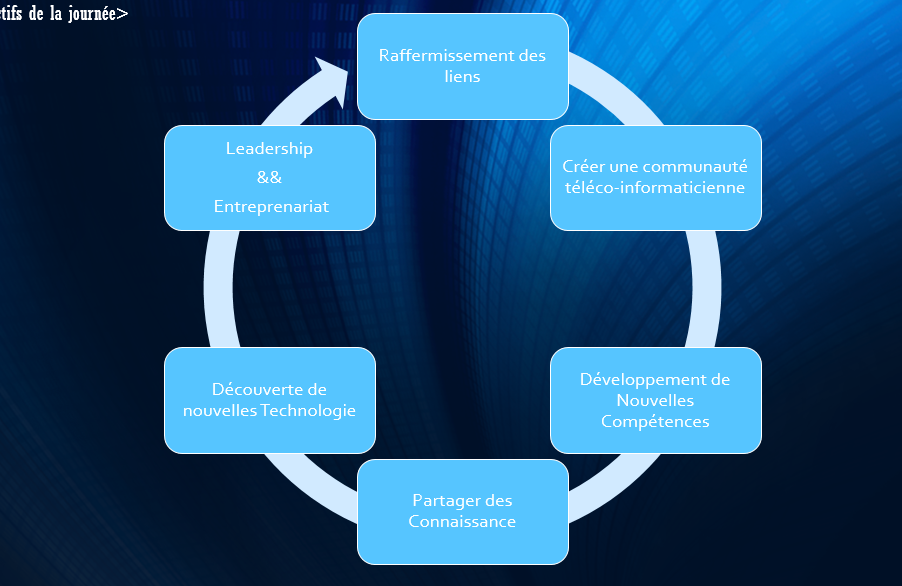 tifs de la journée>
Raffermissement des
liens
Créer une communauté
téléco-informaticienne
Développement de
Nouvelles
Compétences
Partager des
Connaissance
Découverte de
nouvelles Technologie
Leadership
&&
Entreprenariat